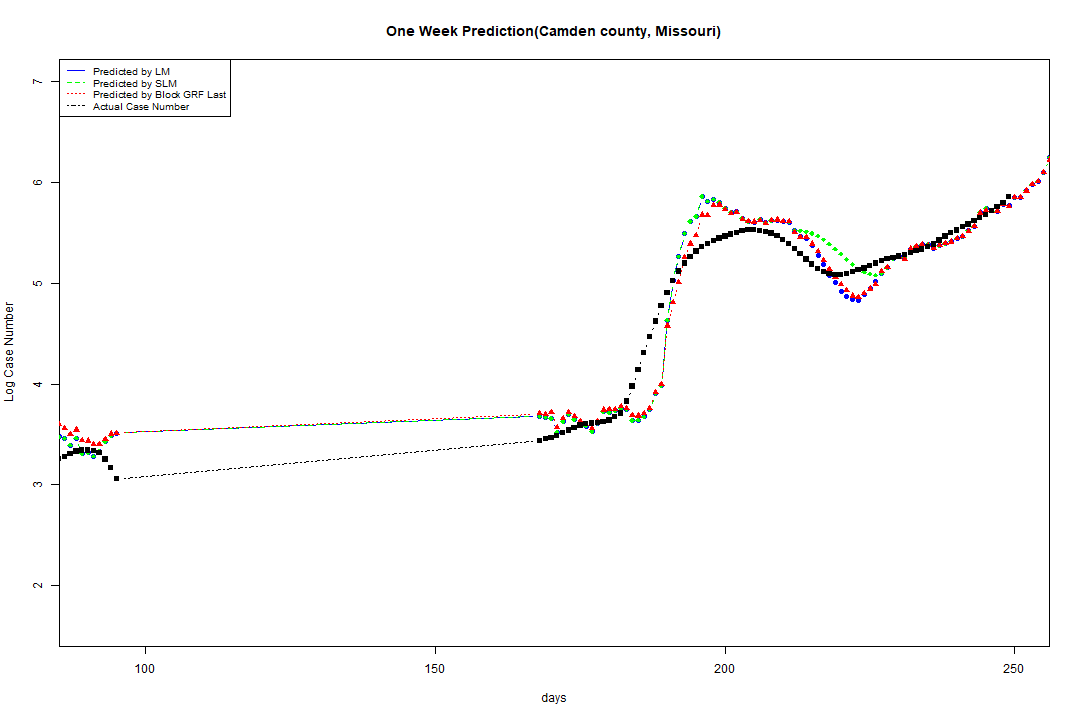 One Week Prediction(Camden county, Missouri)
Predicted by LM
Predicted by SLM
Predicted by Block GRF Last
Actual Case Number
7
6
5
4
3
2
Log Case Number
100 150 200 250
days